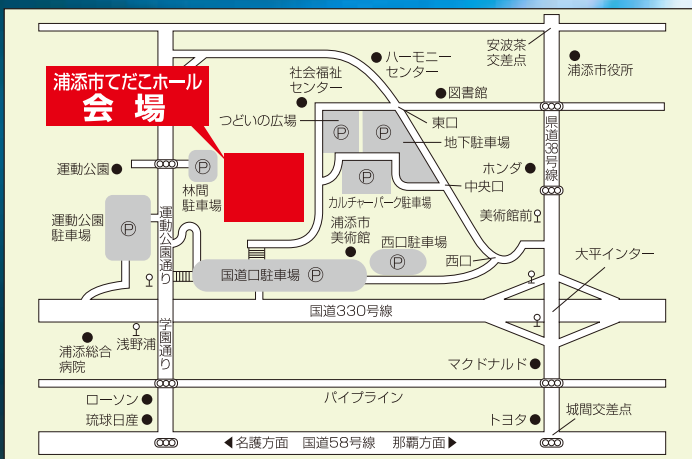 安波茶
交差点
ハーモニー
センター
浦添市役所
浦添市てだこホール
会場
社会福祉
センター
図書館
つどいの広場
P
P
東口
地下駐車場
県道38号線
運動公園
P
林間
駐車場
P
カルチャーパーク駐車場
ホンダ
中央口
美術館前
運動公園
駐車場
P
運動公園通り
浦添市
美術館
西口駐車場
P
西口
大平インター
国道口駐車場 P
国道330号線
浅野浦
学園通り
浦添総合
病院
マクドナルド
パイプライン
ローソン
琉球日産
トヨタ
城間交差点
◀名護方面 国道58号線 那覇方面▶